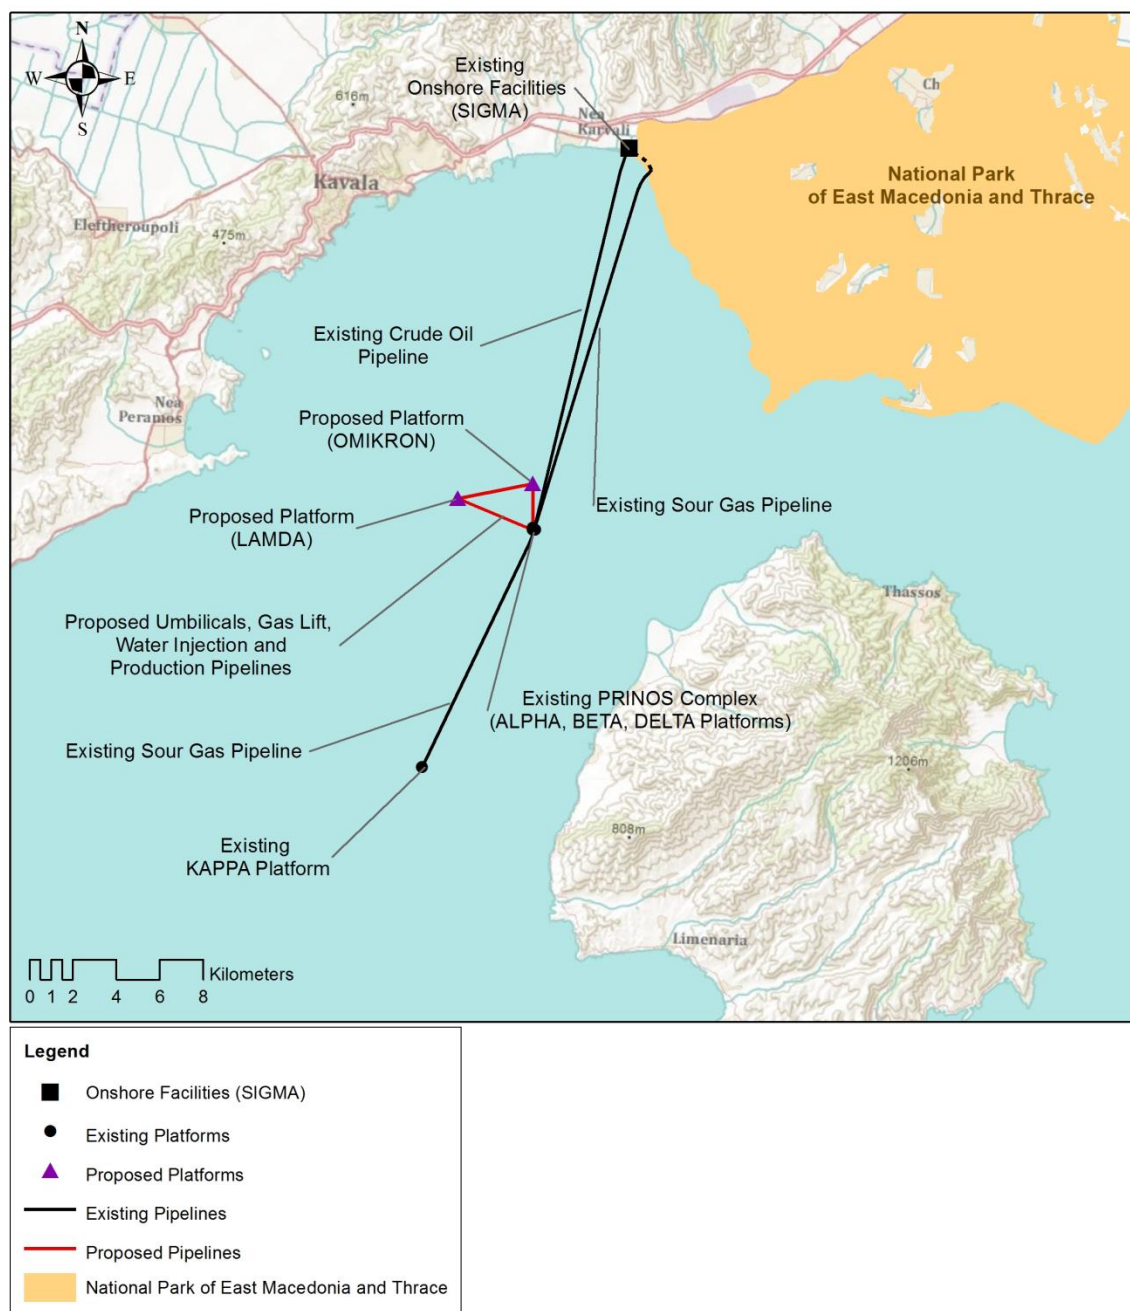 N
W
E
S
616m
Existing
Onshore Facilities
(SIGMA)
Nea
Karvali
Ch
National Park
of East Macedonia and Thrace
Kavala
Eleftheroupoli
475m
Existing Crude Oil
Pipeline
Nea
Peramos
Proposed Platform
(OMIKRON)
Existing Sour Gas Pipeline
Proposed Platform
(LAMDA)
Thassos
Proposed Umbilicals, Gas Lift,
Water Injection and
Production Pipelines
Existing PRINOS Complex
(ALPHA, BETA, DELTA Platforms)
Existing Sour Gas Pipeline
1206m
808m
Existing
KAPPA Platform
Limenaria
Kilometers
0 1 2 4 6 8
Legend
Onshore Facilities (SIGMA)
Existing Platforms
Proposed Platforms
Existing Pipelines
Proposed Pipelines
National Park of East Macedonia and Thrace